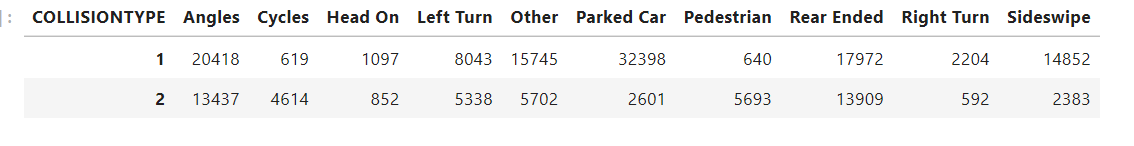 ]: COLLISIONTYPE Angles Cycles Head On Left Turn Other Parked Car Pedestrian Rear Ended Right Turn Sideswipe
1 20418 619 1097 8043 15745 32398 640 17972 2204 14852
2 13437 4614 852 5338 5702 2601 5693 13909 592 2383